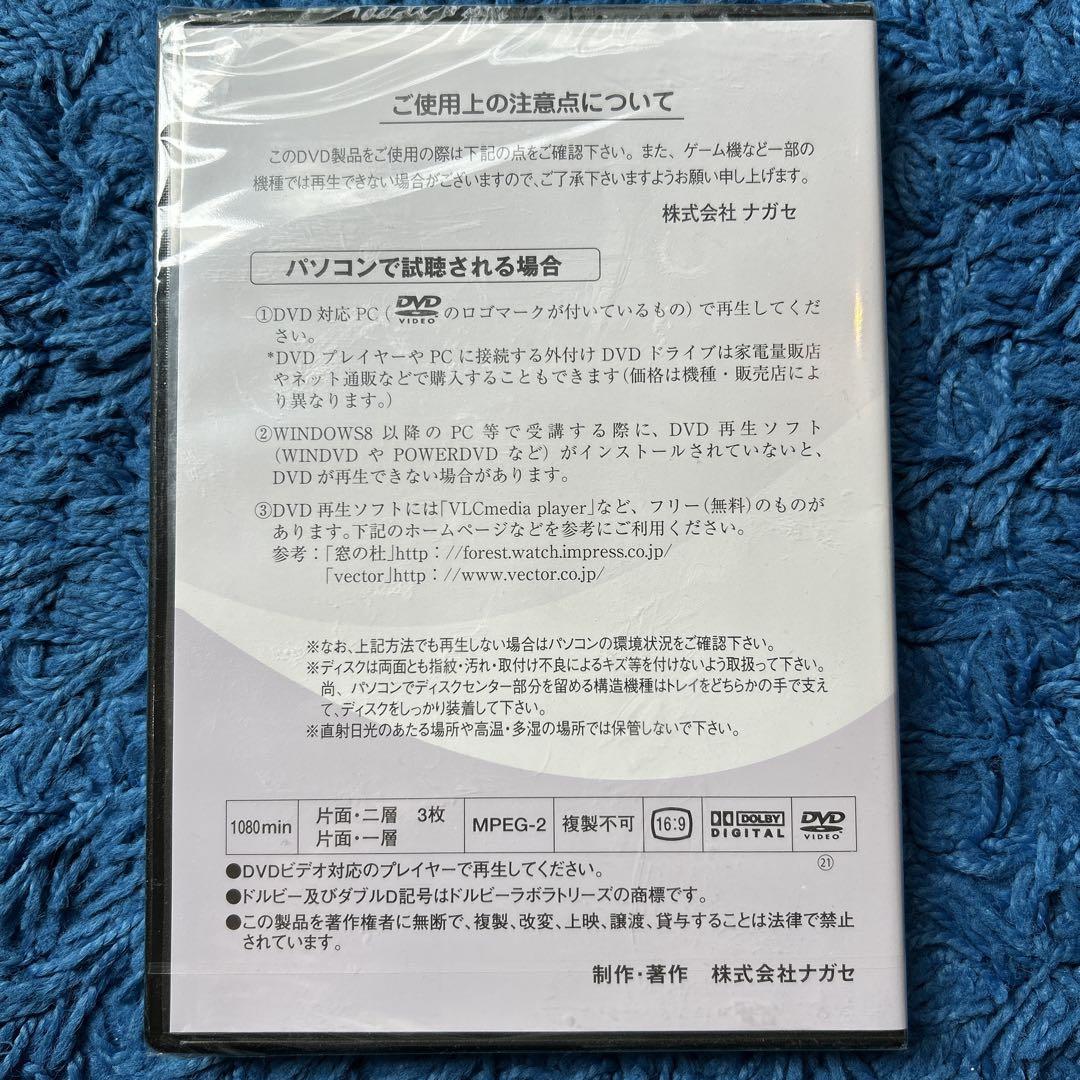 ご使用上の注意点について
このDVD製品をご使用の際は下記の点をご確認下さい。また、ゲーム機など一部の
機種では再生できない場合がございますので、ご了承下さいますようお願い申し上げます。
株式会社 ナガセ
パソコンで試聴される場合
①DVD 対応 PC（DVD VIDEOのロゴマークが付いているもの）で再生してくだ
さい。
*DVD プレイヤーや PC に接続する外付け DVD ドライブは家電量販店
やネット通販などで購入することもできます（価格は機種・販売店によ
り異なります。）
②WINDOWS8 以降の PC 等で受講する際に、DVD 再生ソフト
（WINDVD や POWERDVD など）がインストールされていないと、
DVD が再生できない場合があります。
③DVD 再生ソフトには「VLCmedia player」など、フリー（無料）のものが
あります。下記のホームページなどを参考にご利用ください。
参考：「窓の杜」http：//forest.watch.impress.co.jp/
「vector」http：//www.vector.co.jp/
※なお、上記方法でも再生しない場合はパソコンの環境状況をご確認下さい。
※ディスクは両面とも指紋・汚れ・取付け不良によるキズ等を付けないよう取扱って下さい。
尚、パソコンでディスクセンター部分を留める構造機種はトレイをどちらかの手で支え
て、ディスクをしっかり装着して下さい。
※直射日光のあたる場所や高温・多湿の場所では保管しないで下さい。
1080min 片面・二層 3枚 MPEG-2 複製不可 16:9 DOLBY DIGITAL DVD VIDEO
片面・一層
㉑
●DVDビデオ対応のプレイヤーで再生してください。
●ドルビー及びダブルD記号はドルビーラボラトリーズの商標です。
●この製品を著作権者に無断で、複製、改変、上映、譲渡、貸与することは法律で禁止
されています。
制作・著作 株式会社ナガセ